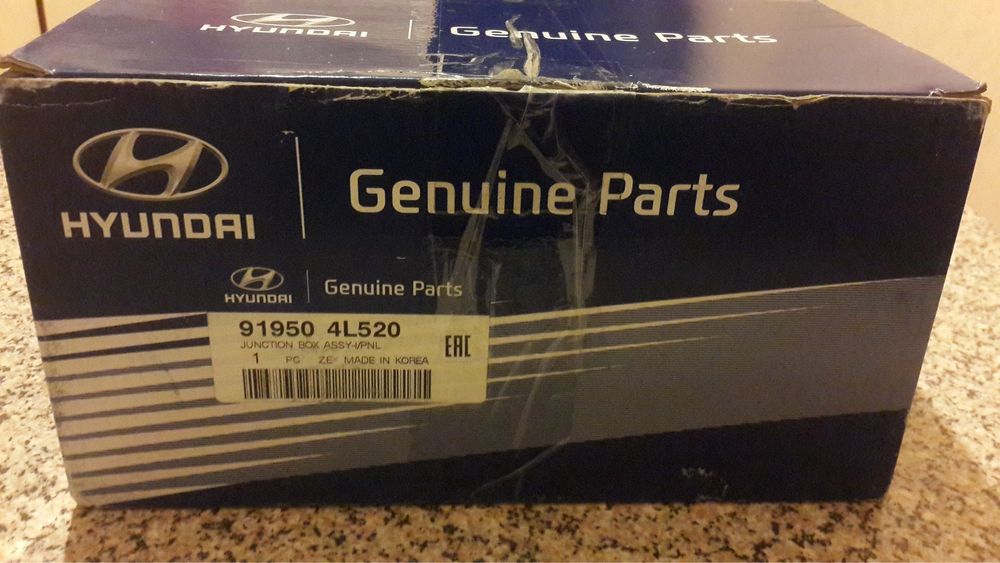 HYUNDAI Genuine Parts
HYUNDAI Genuine Parts
HYUNDAI Genuine Parts
91950 4L520
JUNCTION BOX ASSY-I/PNL
1 PC ZE MADE IN KOREA
EAC